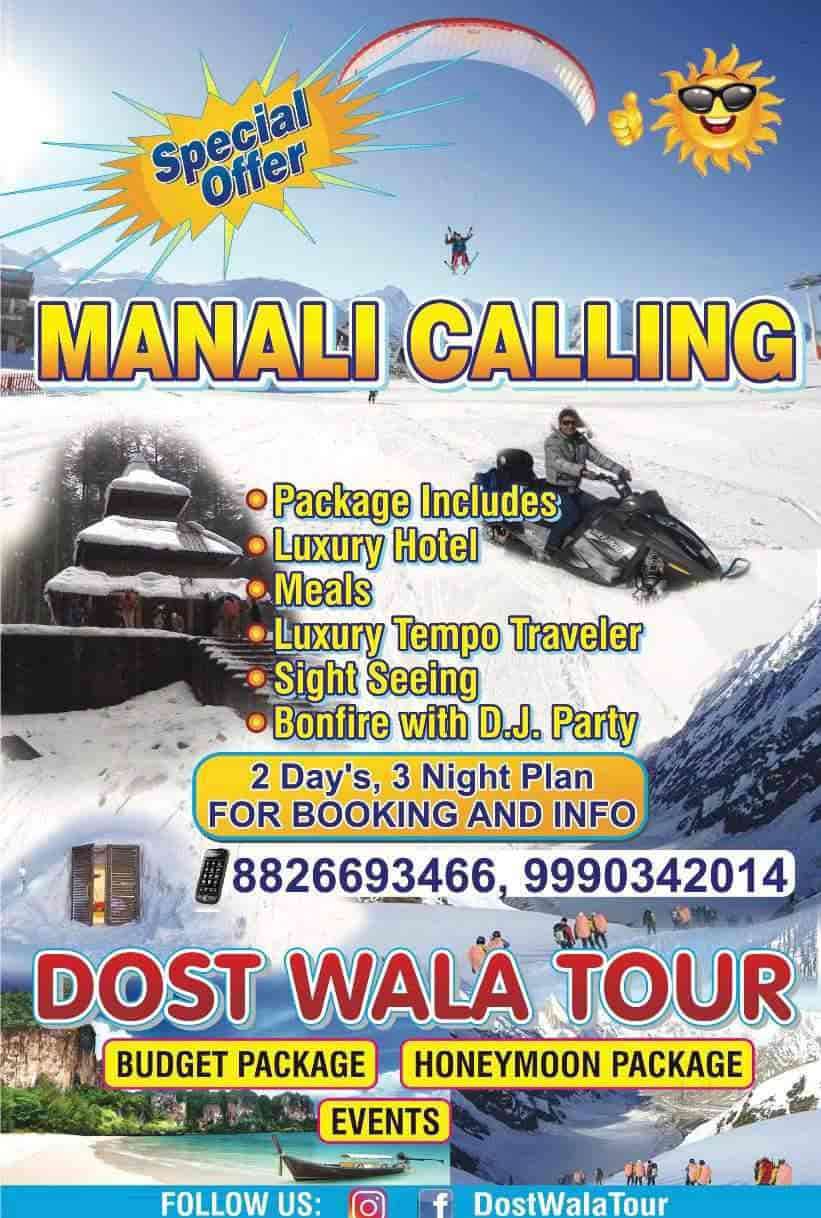 Special
Offer
MANALI CALLING
Package Includes
Luxury Hotel
Meals
Luxury Tempo Traveler
Sight Seeing
Bonfire with D.J. Party
2 Day's, 3 Night Plan
FOR BOOKING AND INFO
8826693466, 9990342014
DOST WALA TOUR
BUDGET PACKAGE
HONEYMOON PACKAGE
EVENTS
FOLLOW US: DostWalaTour